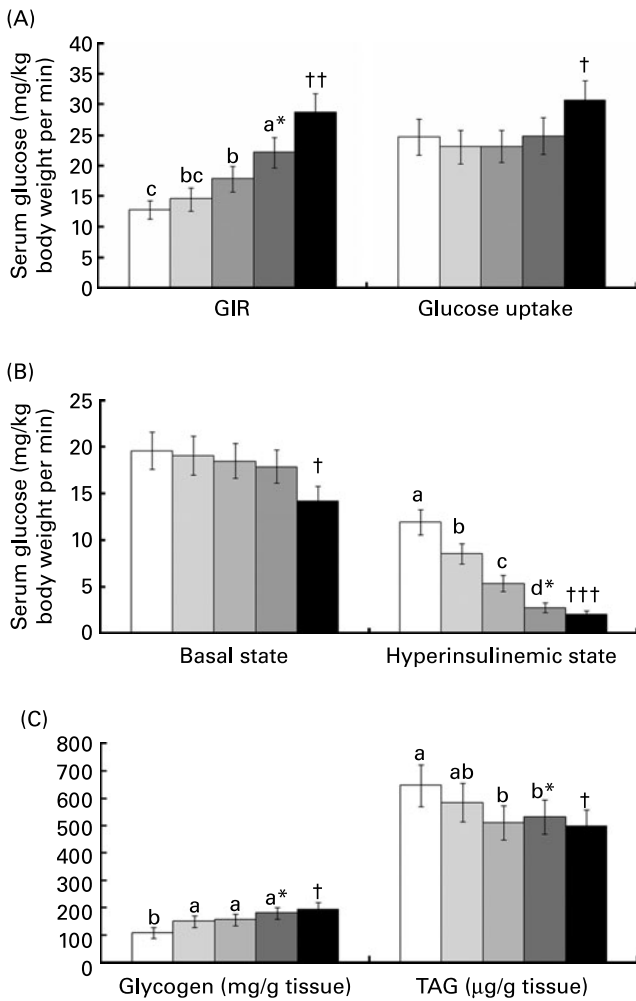 (A)
Serum glucose (mg/kg
body weight per min)
40
35
30
25
20
15
10
5
0
c
bc
b
a*
††
†
GIR
Glucose uptake
(B)
Serum glucose (mg/kg
body weight per min)
25
20
15
10
5
0
†
a
b
c
d*
†††
Basal state
Hyperinsulinemic state
(C)
800
700
600
500
400
300
200
100
0
b
a
a
a*
†
a
ab
b
b*
†
Glycogen (mg/g tissue)
TAG (μg/g tissue)